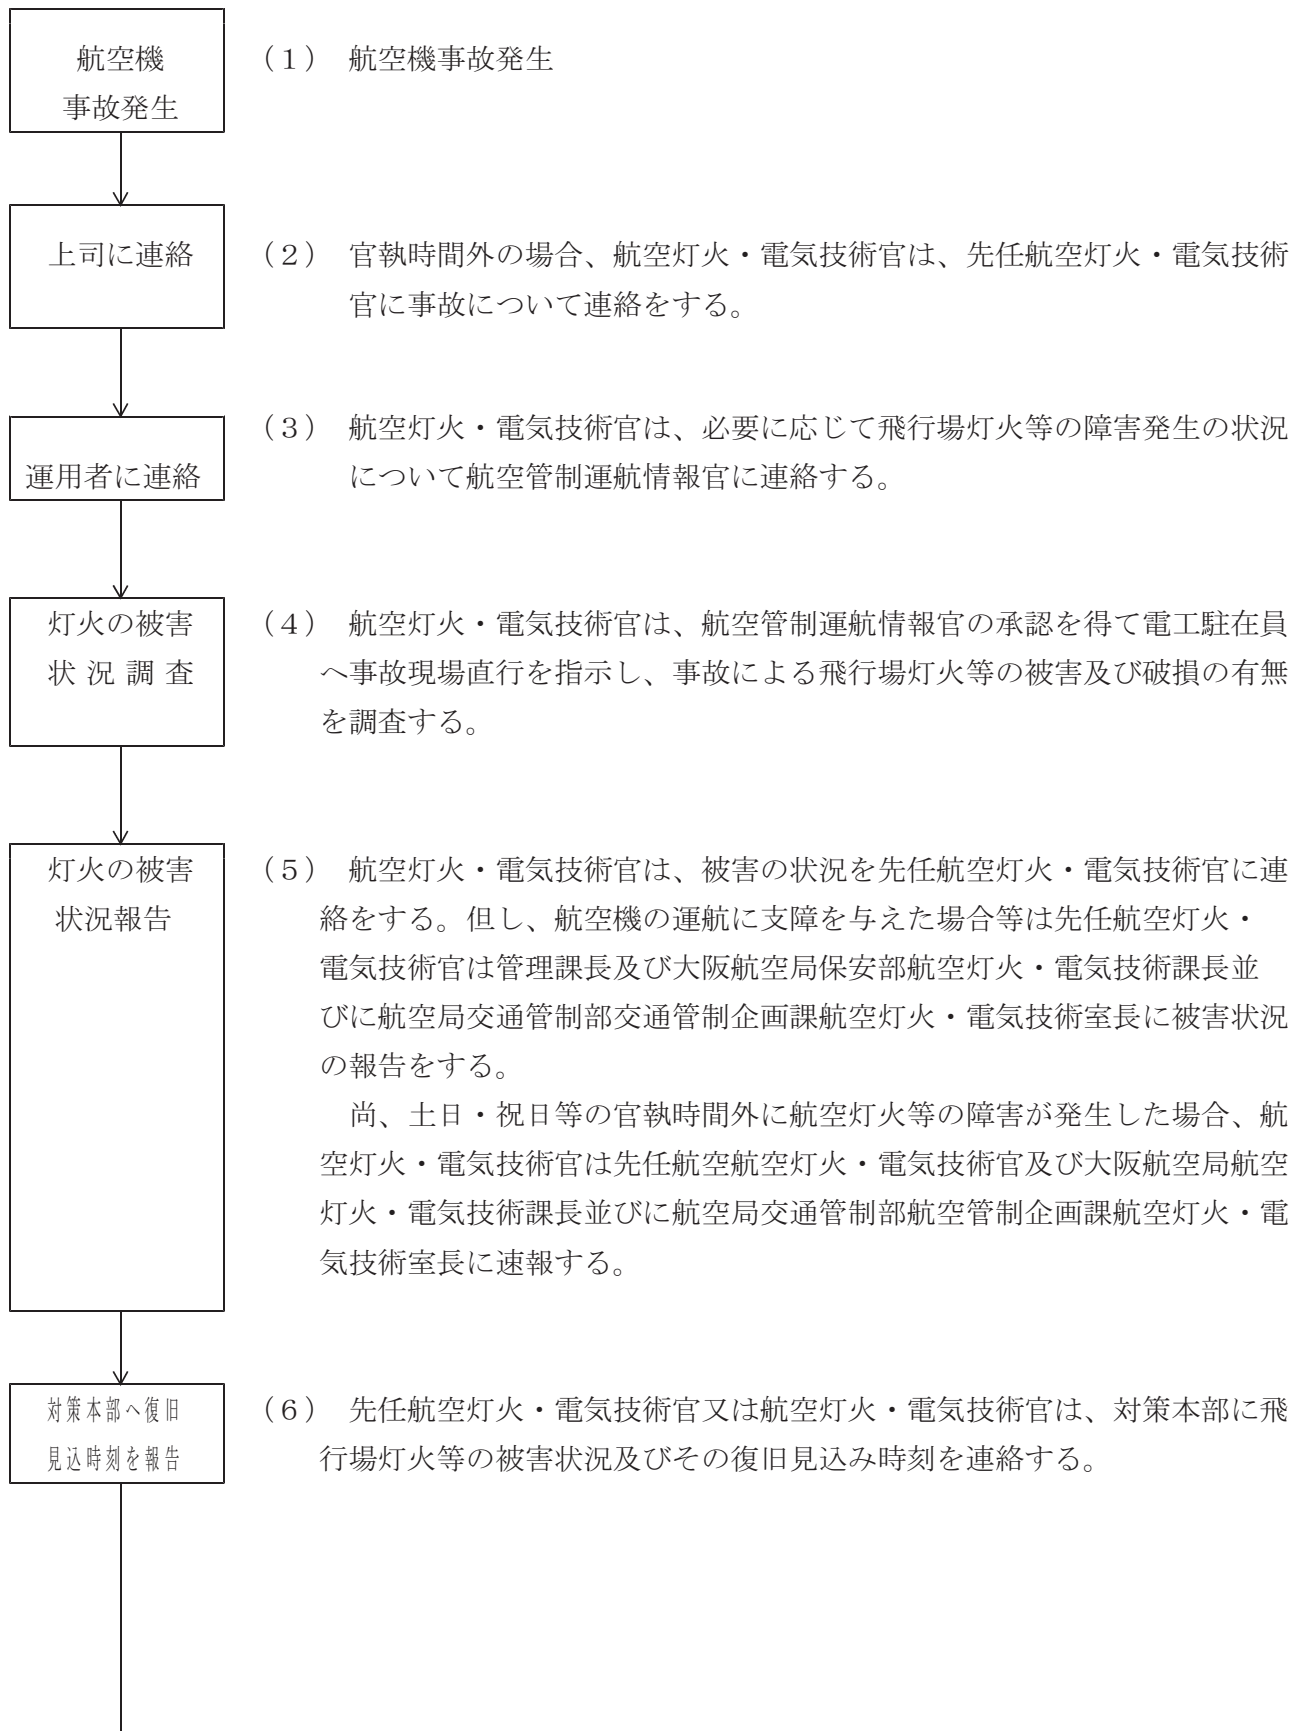 航空機
事故発生
（１） 航空機事故発生
上司に連絡
（２） 官執時間外の場合、航空灯火・電気技術官は、先任航空灯火・電気技術
官に事故について連絡をする。
運用者に連絡
（３） 航空灯火・電気技術官は、必要に応じて飛行場灯火等の障害発生の状況
について航空管制運航情報官に連絡する。
灯火の被害
状 況 調 査
（４） 航空灯火・電気技術官は、航空管制運航情報官の承認を得て電工駐在員
へ事故現場直行を指示し、事故による飛行場灯火等の被害及び破損の有無
を調査する。
灯火の被害
状況報告
（５） 航空灯火・電気技術官は、被害の状況を先任航空灯火・電気技術官に連
絡をする。但し、航空機の運航に支障を与えた場合等は先任航空灯火・
電気技術官は管理課長及び大阪航空局保安部航空灯火・電気技術課長並
びに航空局交通管制部交通管制企画課航空灯火・電気技術室長に被害状況
の報告をする。
尚、土日・祝日等の官執時間外に航空灯火等の障害が発生した場合、航
空灯火・電気技術官は先任航空航空灯火・電気技術官及び大阪航空局航空
灯火・電気技術課長並びに航空局交通管制部航空管制企画課航空灯火・電
気技術室長に速報する。
対策本部へ復旧
見込時刻を報告
（６） 先任航空灯火・電気技術官又は航空灯火・電気技術官は、対策本部に飛
行場灯火等の被害状況及びその復旧見込み時刻を連絡する。